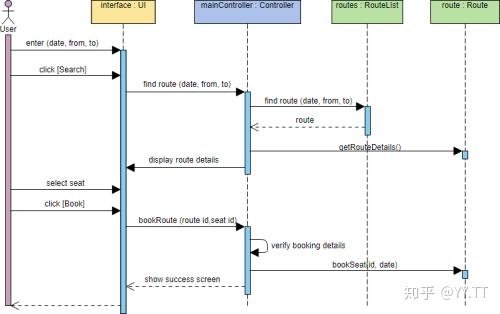 interface : UI
mainController : Controller
routes : RouteList
route : Route
User
enter (date, from, to)
click [Search]
find route (date, from, to)
find route (date, from, to)
route
getRouteDetails()
display route details
select seat
click [Book]
bookRoute (route id,seat id)
verify booking details
bookSeat(id, date)
show success screen
知乎 @YY.TT